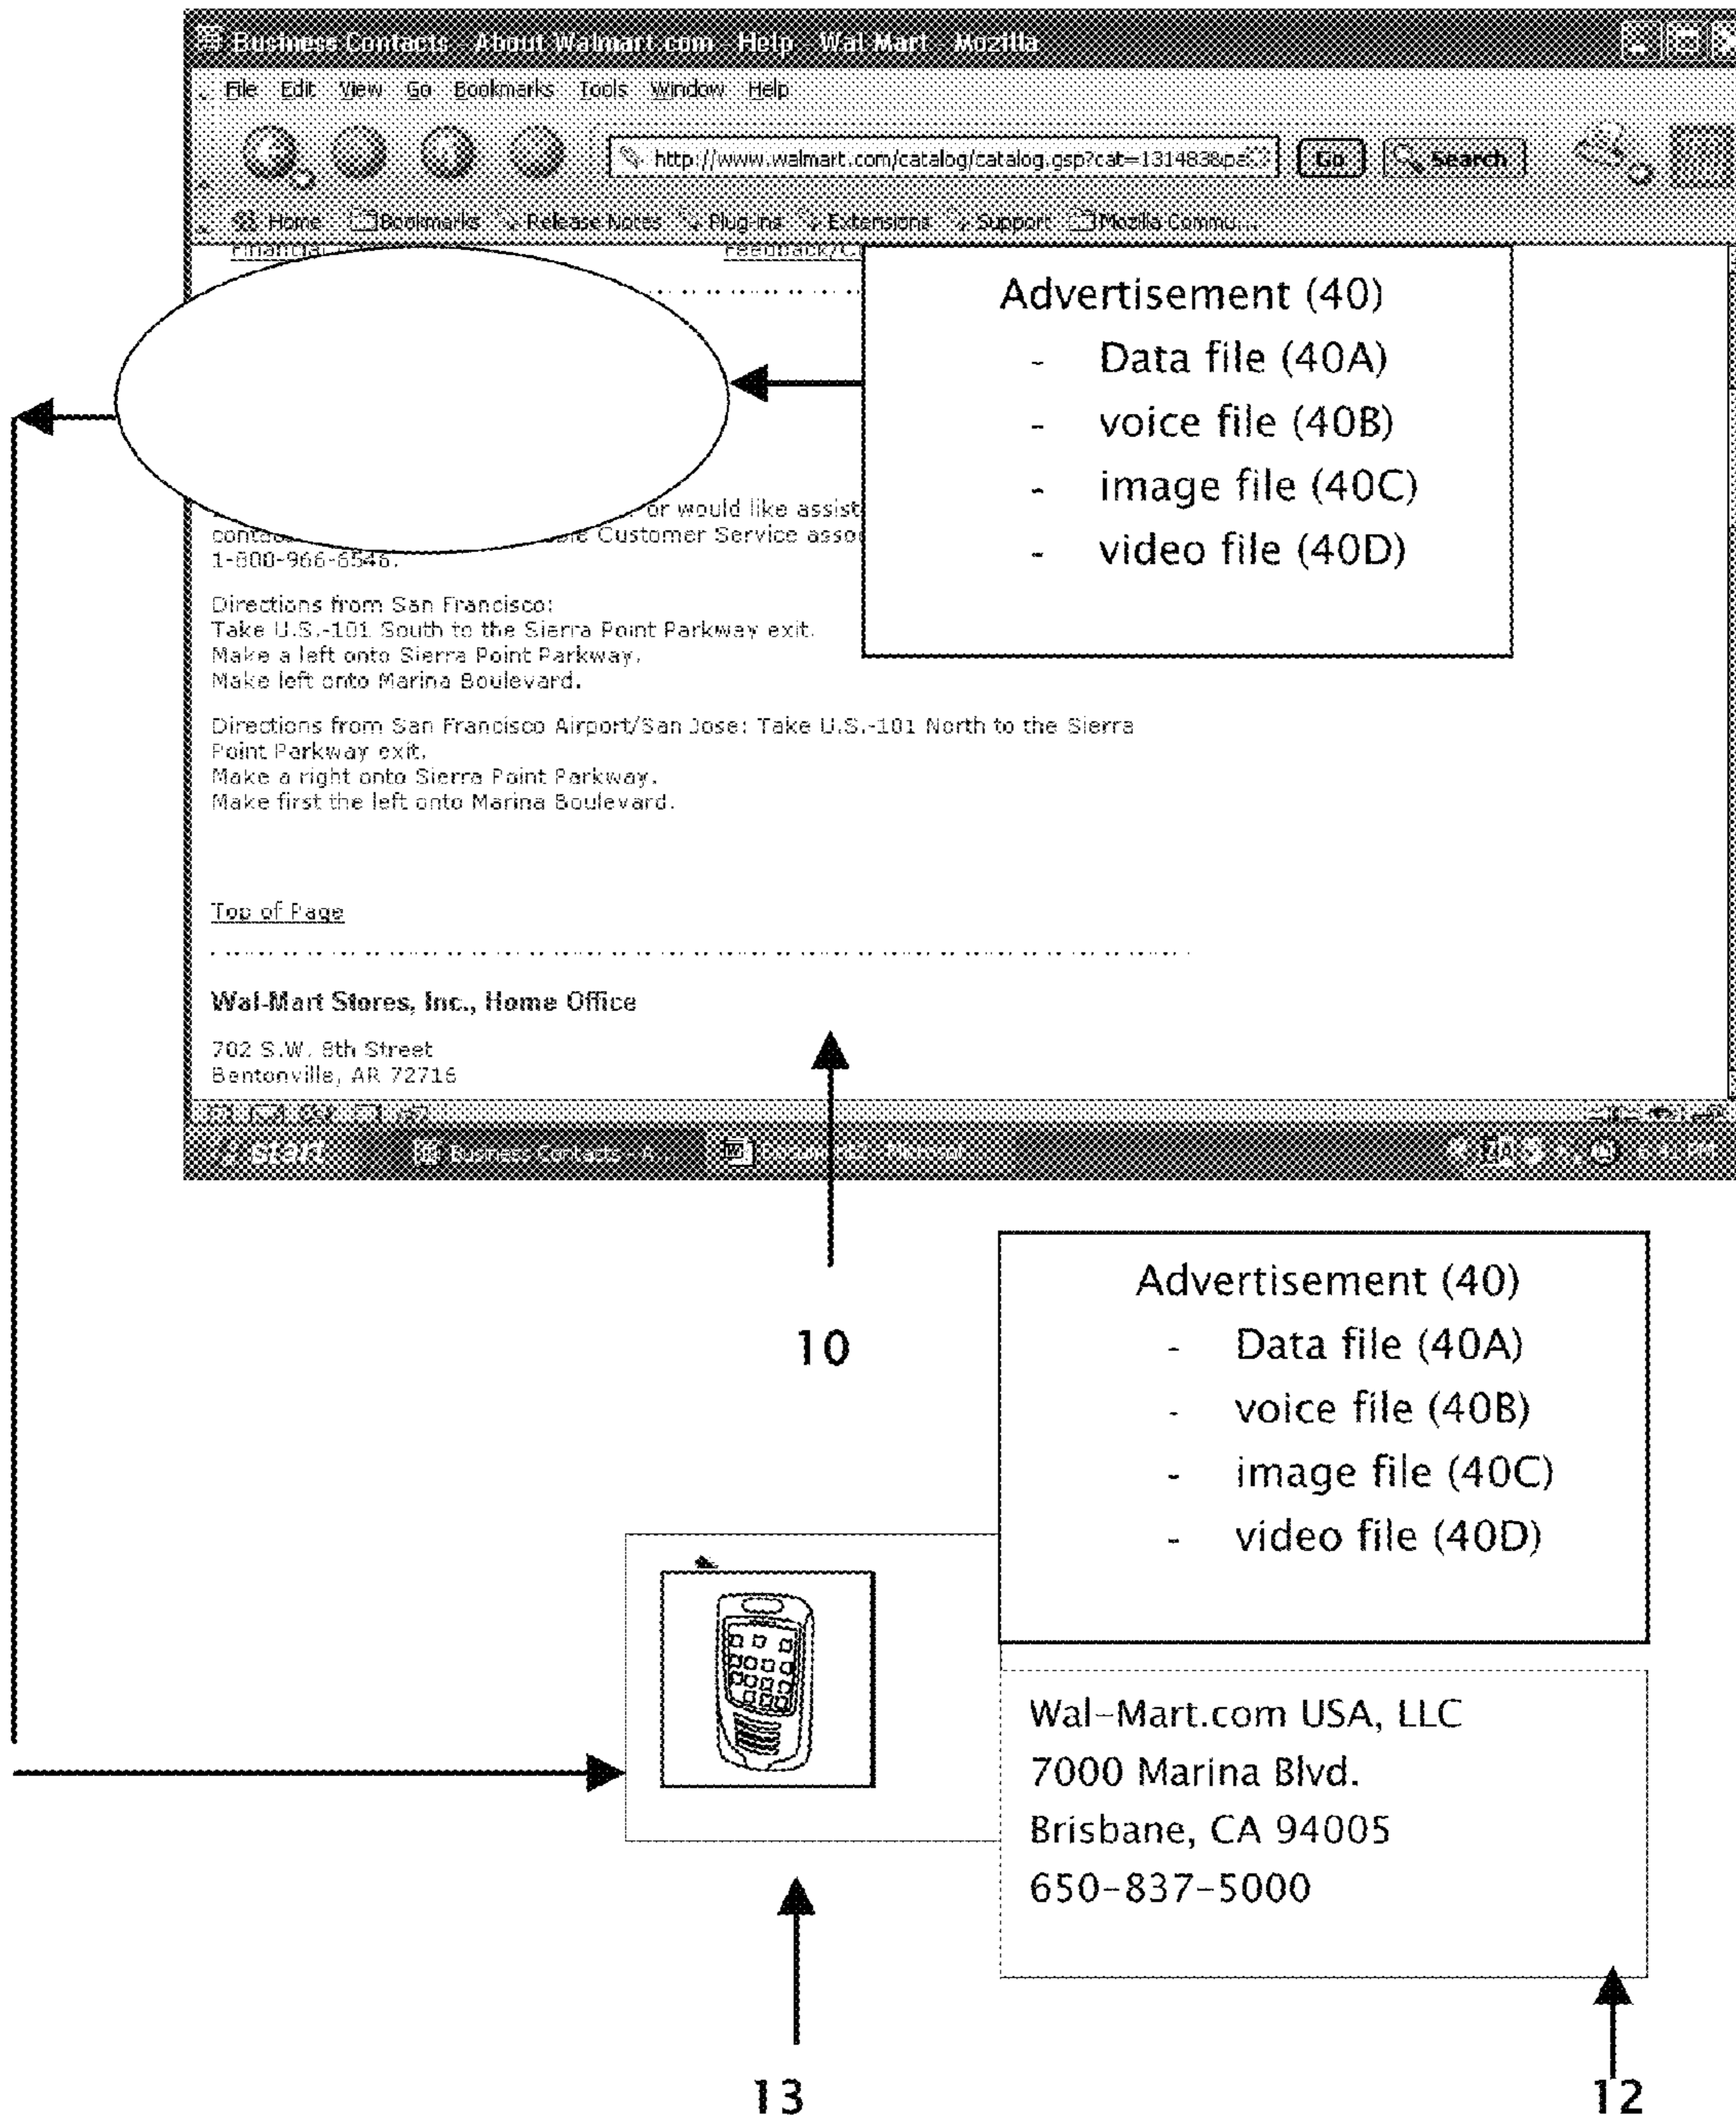 Business Contacts - About Walmart.com - Help - Wal Mart - Mozilla
File Edit View Go Bookmarks Tools Window Help
http://www.walmart.com/catalog/catalog.gsp?cat=131483&pa Go Search
Home Bookmarks Release Notes Plug-ins Extensions Support Mozilla Commu...
Financial
Feedback/C
Advertisement (40)
- Data file (40A)
- voice file (40B)
- image file (40C)
- video file (40D)
or would like assist
Customer Service asso
1-800-966-6546.
Directions from San Francisco:
Take U.S.-101 South to the Sierra Point Parkway exit.
Make a left onto Sierra Point Parkway.
Make left onto Marina Boulevard.
Directions from San Francisco Airport/San Jose: Take U.S.-101 North to the Sierra
Point Parkway exit.
Make a right onto Sierra Point Parkway.
Make first the left onto Marina Boulevard.
Top of Page
Wal-Mart Stores, Inc., Home Office
702 S.W. 8th Street
Bentonville, AR 72716
start Business Contacts - A...
10
Advertisement (40)
- Data file (40A)
- voice file (40B)
- image file (40C)
- video file (40D)
Wal-Mart.com USA, LLC
7000 Marina Blvd.
Brisbane, CA 94005
650-837-5000
13
12